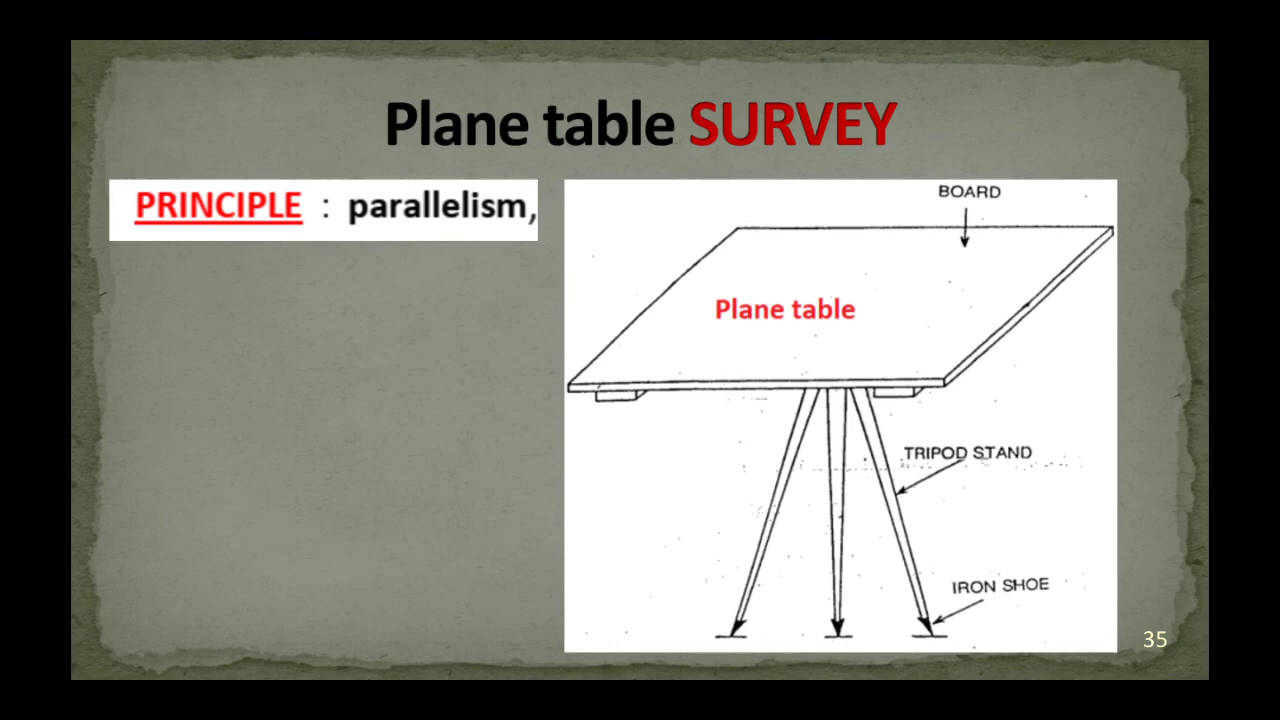 Plane table SURVEY
PRINCIPLE : parallelism,
BOARD
Plane table
TRIPOD STAND
IRON SHOE
35